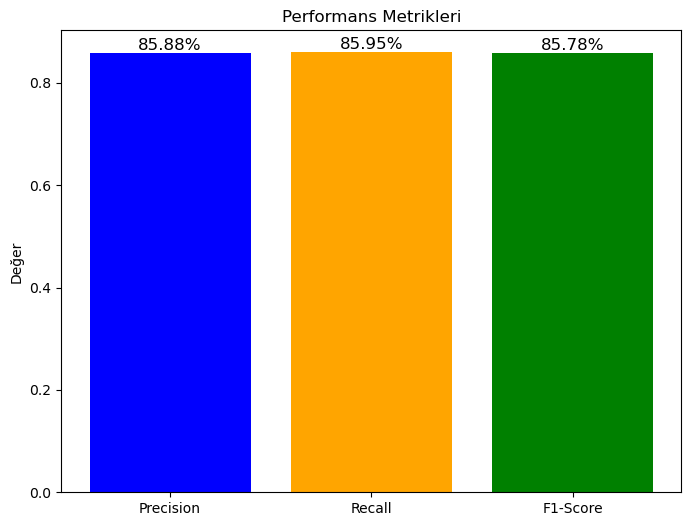 Performans Metrikleri
85.88%
85.95%
85.78%
Değer
0.8
0.6
0.4
0.2
0.0
Precision
Recall
F1-Score